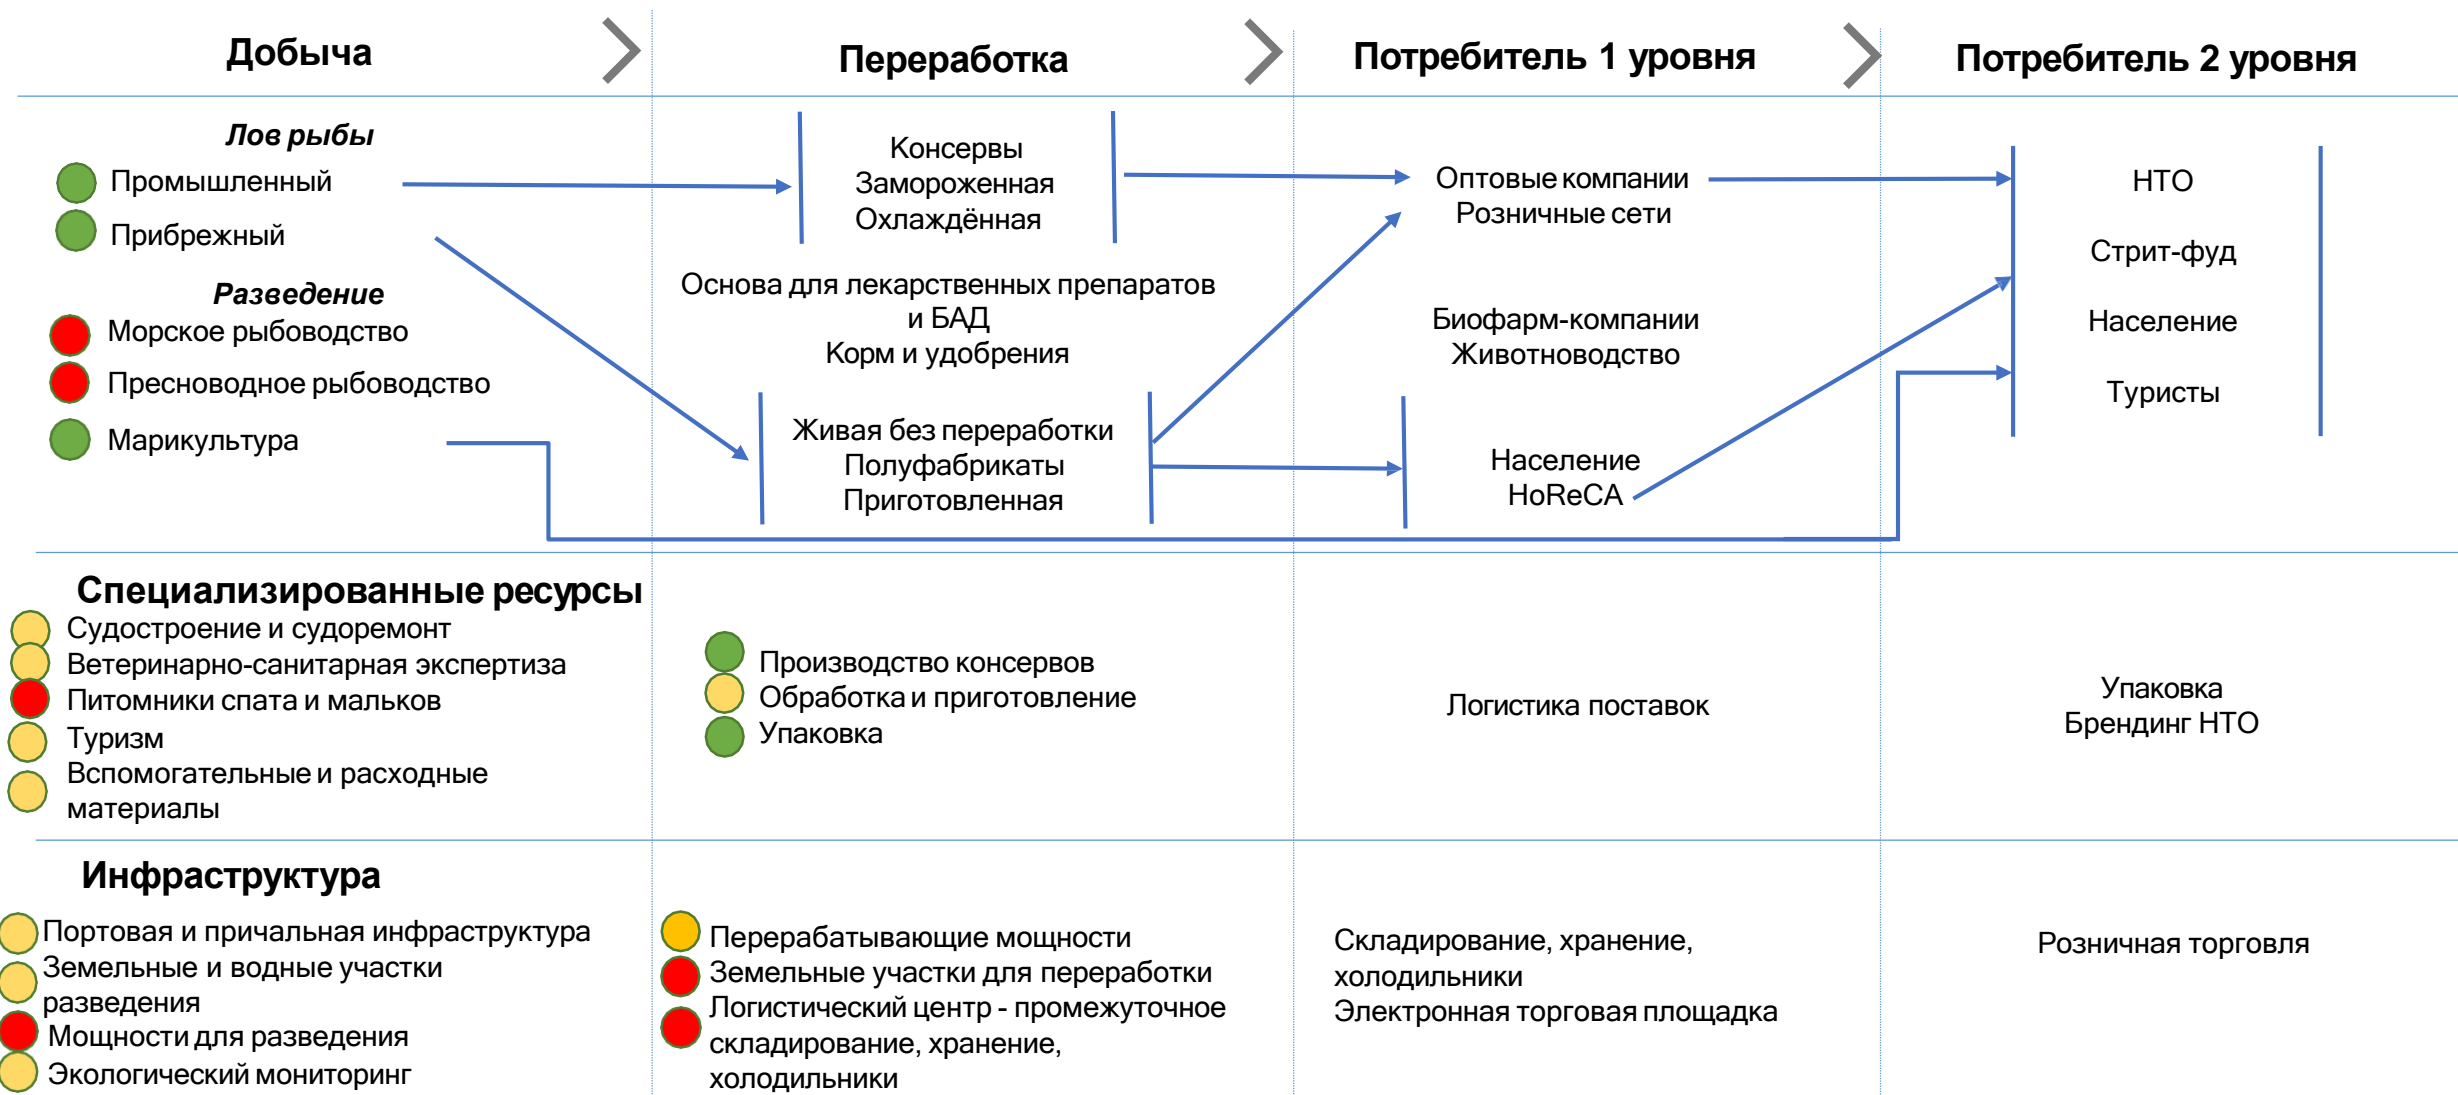 Добыча
Переработка
Потребитель 1 уровня
Потребитель 2 уровня
Лов рыбы
Промышленный
Прибрежный
Разведение
Морское рыбоводство
Пресноводное рыбоводство
Марикультура
Консервы
Замороженная
Охлаждённая
Основа для лекарственных препаратов
и БАД
Корм и удобрения
Живая без переработки
Полуфабрикаты
Приготовленная
Оптовые компании
Розничные сети
Биофарм-компании
Животноводство
Население
HoReCA
НТО
Стрит-фуд
Население
Туристы
Специализированные ресурсы
Судостроение и судоремонт
Ветеринарно-санитарная экспертиза
Питомники спата и мальков
Туризм
Вспомогательные и расходные
материалы
Производство консервов
Обработка и приготовление
Упаковка
Логистика поставок
Упаковка
Брендинг НТО
Инфраструктура
Портовая и причальная инфраструктура
Земельные и водные участки
разведения
Мощности для разведения
Экологический мониторинг
Перерабатывающие мощности
Земельные участки для переработки
Логистический центр - промежуточное
складирование, хранение,
холодильники
Складирование, хранение,
холодильники
Электронная торговая площадка
Розничная торговля